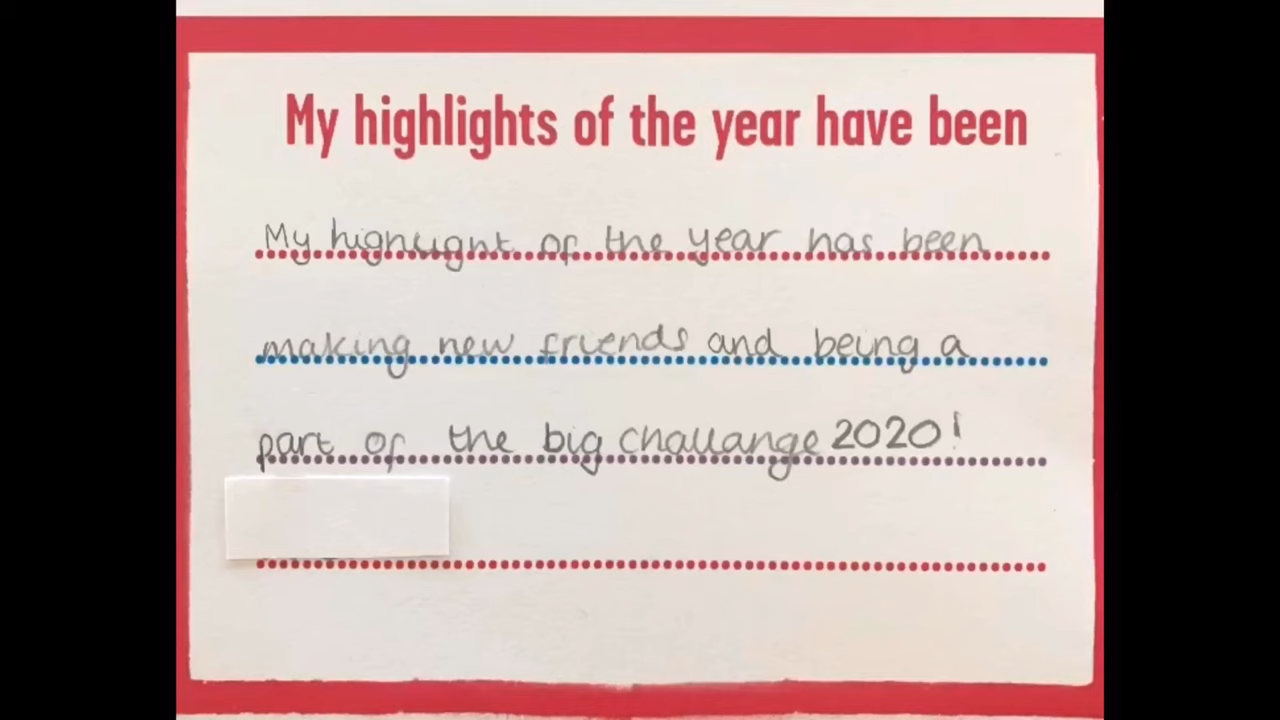 My highlights of the year have been
My highlight of the year has been
making new friends and being a
part of the big challange 2020!